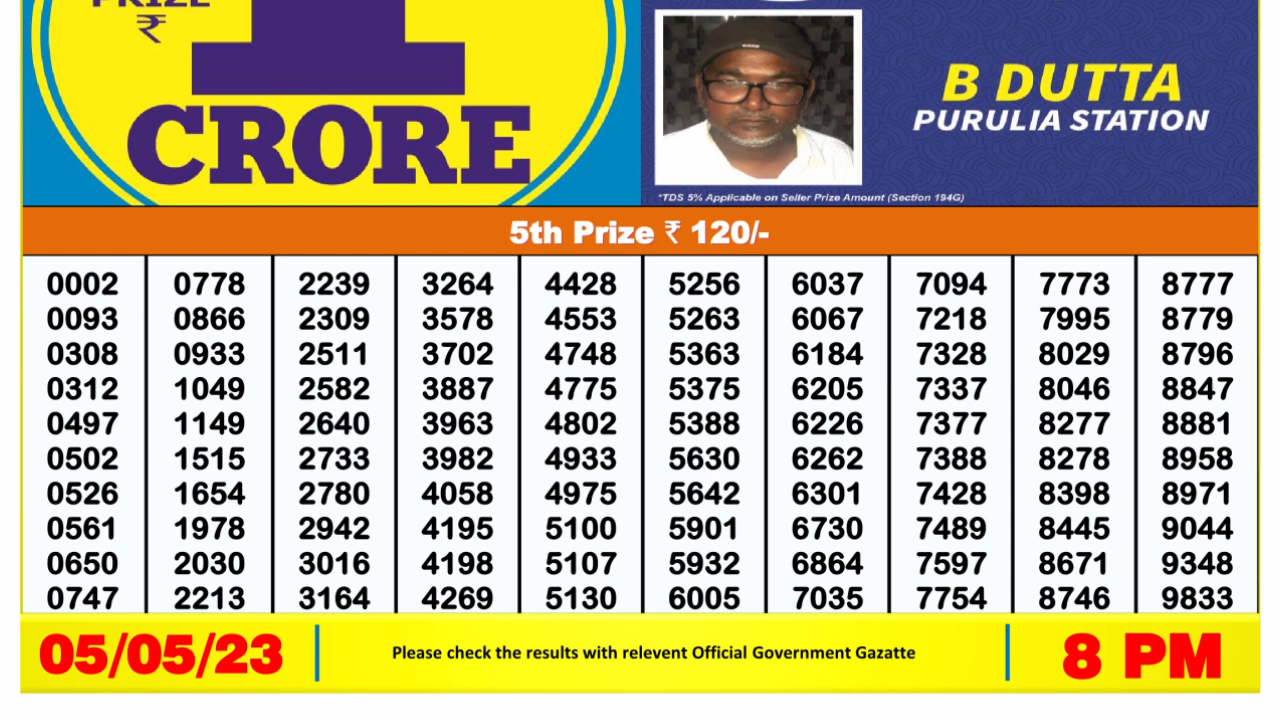 PRIZE
₹
1
CRORE
B DUTTA
PURULIA STATION
*TDS 5% Applicable on Seller Prize Amount (Section 194G)
5th Prize ₹ 120/-
0002 0778 2239 3264 4428 5256 6037 7094 7773 8777
0093 0866 2309 3578 4553 5263 6067 7218 7995 8779
0308 0933 2511 3702 4748 5363 6184 7328 8029 8796
0312 1049 2582 3887 4775 5375 6205 7337 8046 8847
0497 1149 2640 3963 4802 5388 6226 7377 8277 8881
0502 1515 2733 3982 4933 5630 6262 7388 8278 8958
0526 1654 2780 4058 4975 5642 6301 7428 8398 8971
0561 1978 2942 4195 5100 5901 6730 7489 8445 9044
0650 2030 3016 4198 5107 5932 6864 7597 8671 9348
0747 2213 3164 4269 5130 6005 7035 7754 8746 9833
05/05/23
Please check the results with relevent Official Government Gazatte
8 PM